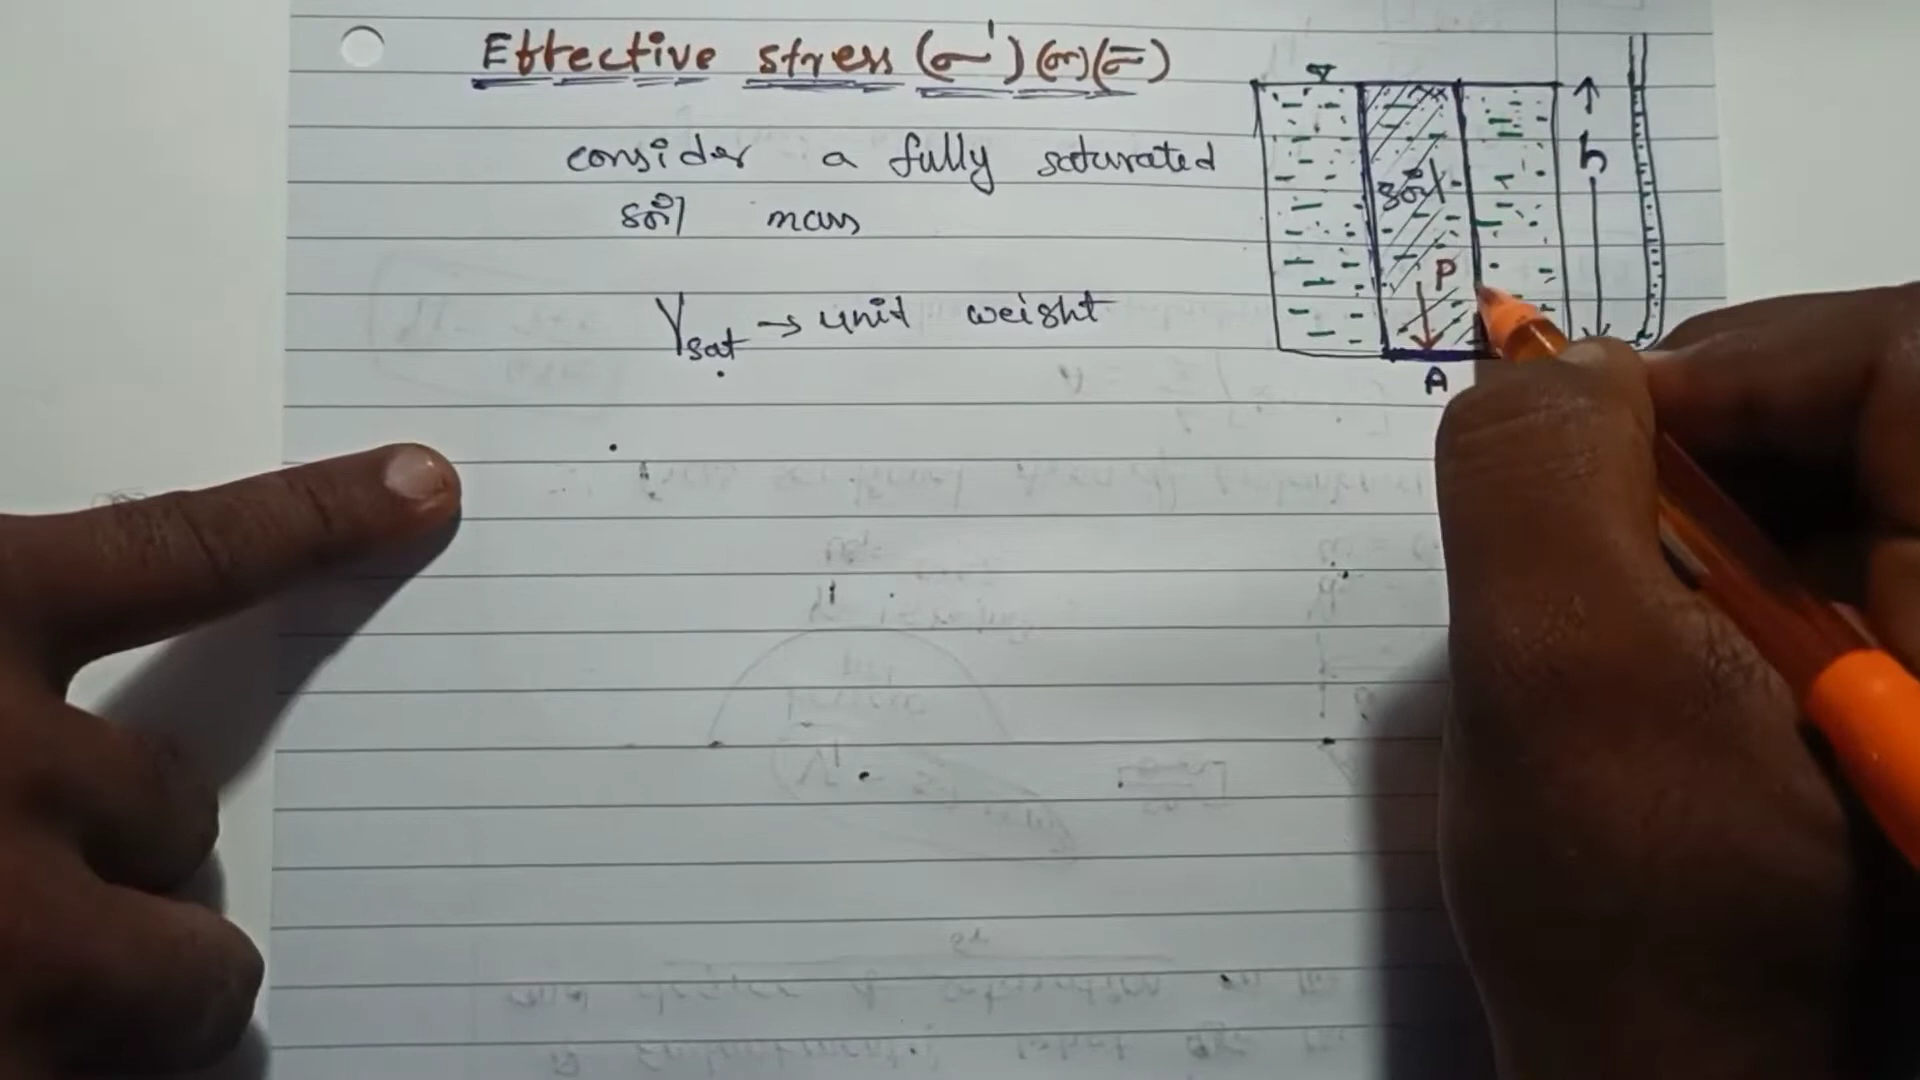 Effective stress (σ') (or) (σ̅)
consider a fully saturated
soil mass
γsat → unit weight
soil
h
P
A